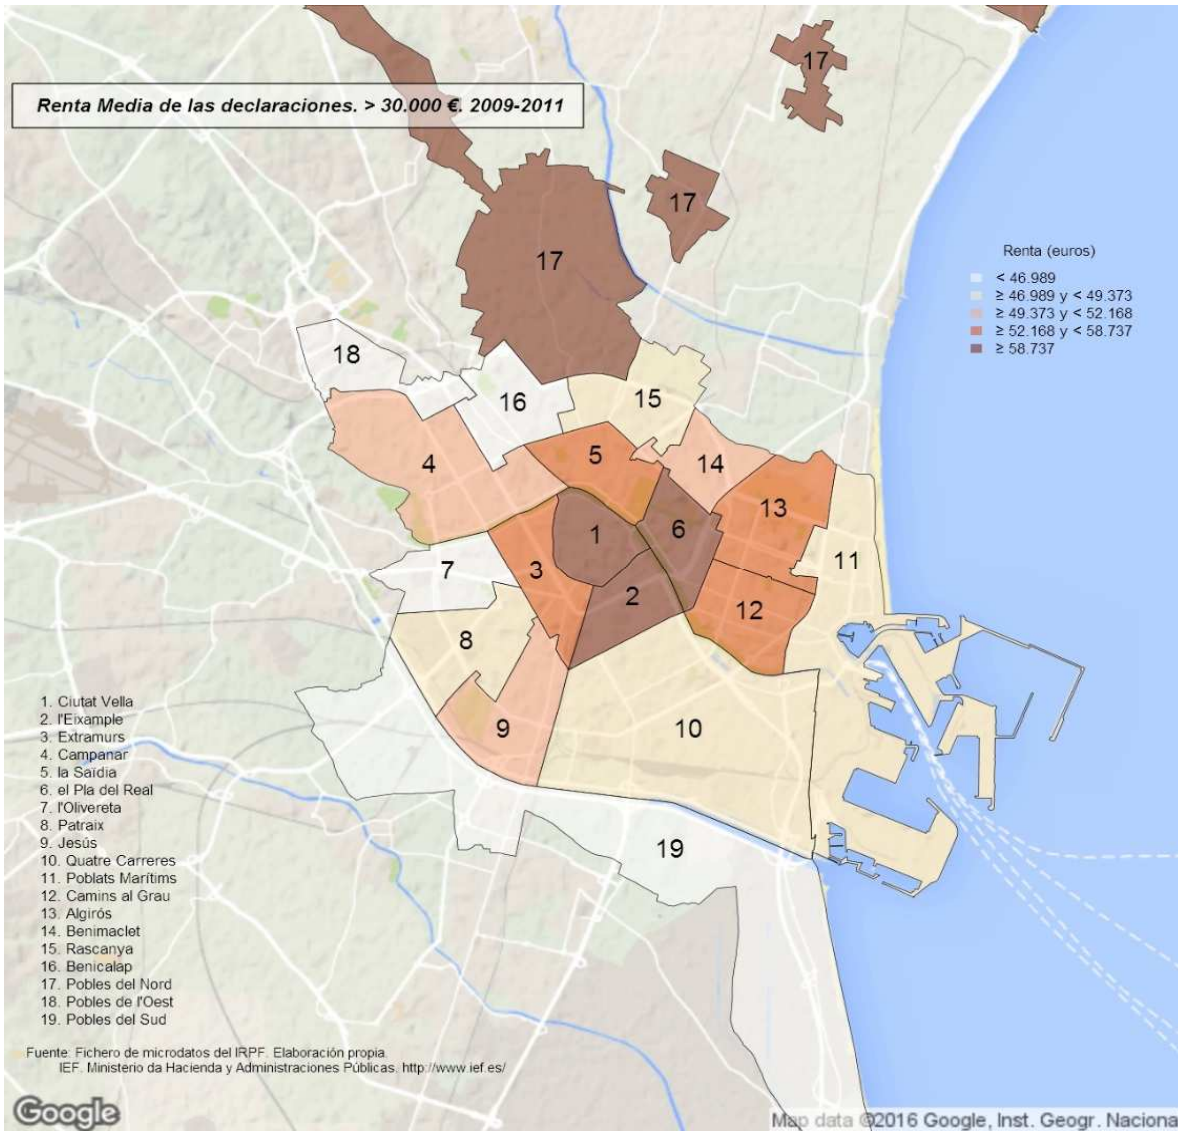 17
Renta Media de las declaraciones. > 30.000 €. 2009-2011
17
17
Renta (euros)
< 46.989
≥ 46.989 y < 49.373
≥ 49.373 y < 52.168
≥ 52.168 y < 58.737
≥ 58.737
18
16
15
4
5
14
13
6
1
11
7
3
2
12
8
9
10
19
1. Ciutat Vella
2. l'Eixample
3. Extramurs
4. Campanar
5. la Saïdia
6. el Pla del Real
7. l'Olivereta
8. Patraix
9. Jesús
10. Quatre Carreres
11. Poblats Marítims
12. Camins al Grau
13. Algirós
14. Benimaclet
15. Rascanya
16. Benicalap
17. Pobles del Nord
18. Pobles de l'Oest
19. Pobles del Sud
Fuente: Fichero de microdatos del IRPF. Elaboración propia.
IEF. Ministerio da Hacienda y Administraciones Públicas. http://www.ief.es/
Google
Map data ©2016 Google, Inst. Geogr. Naciona